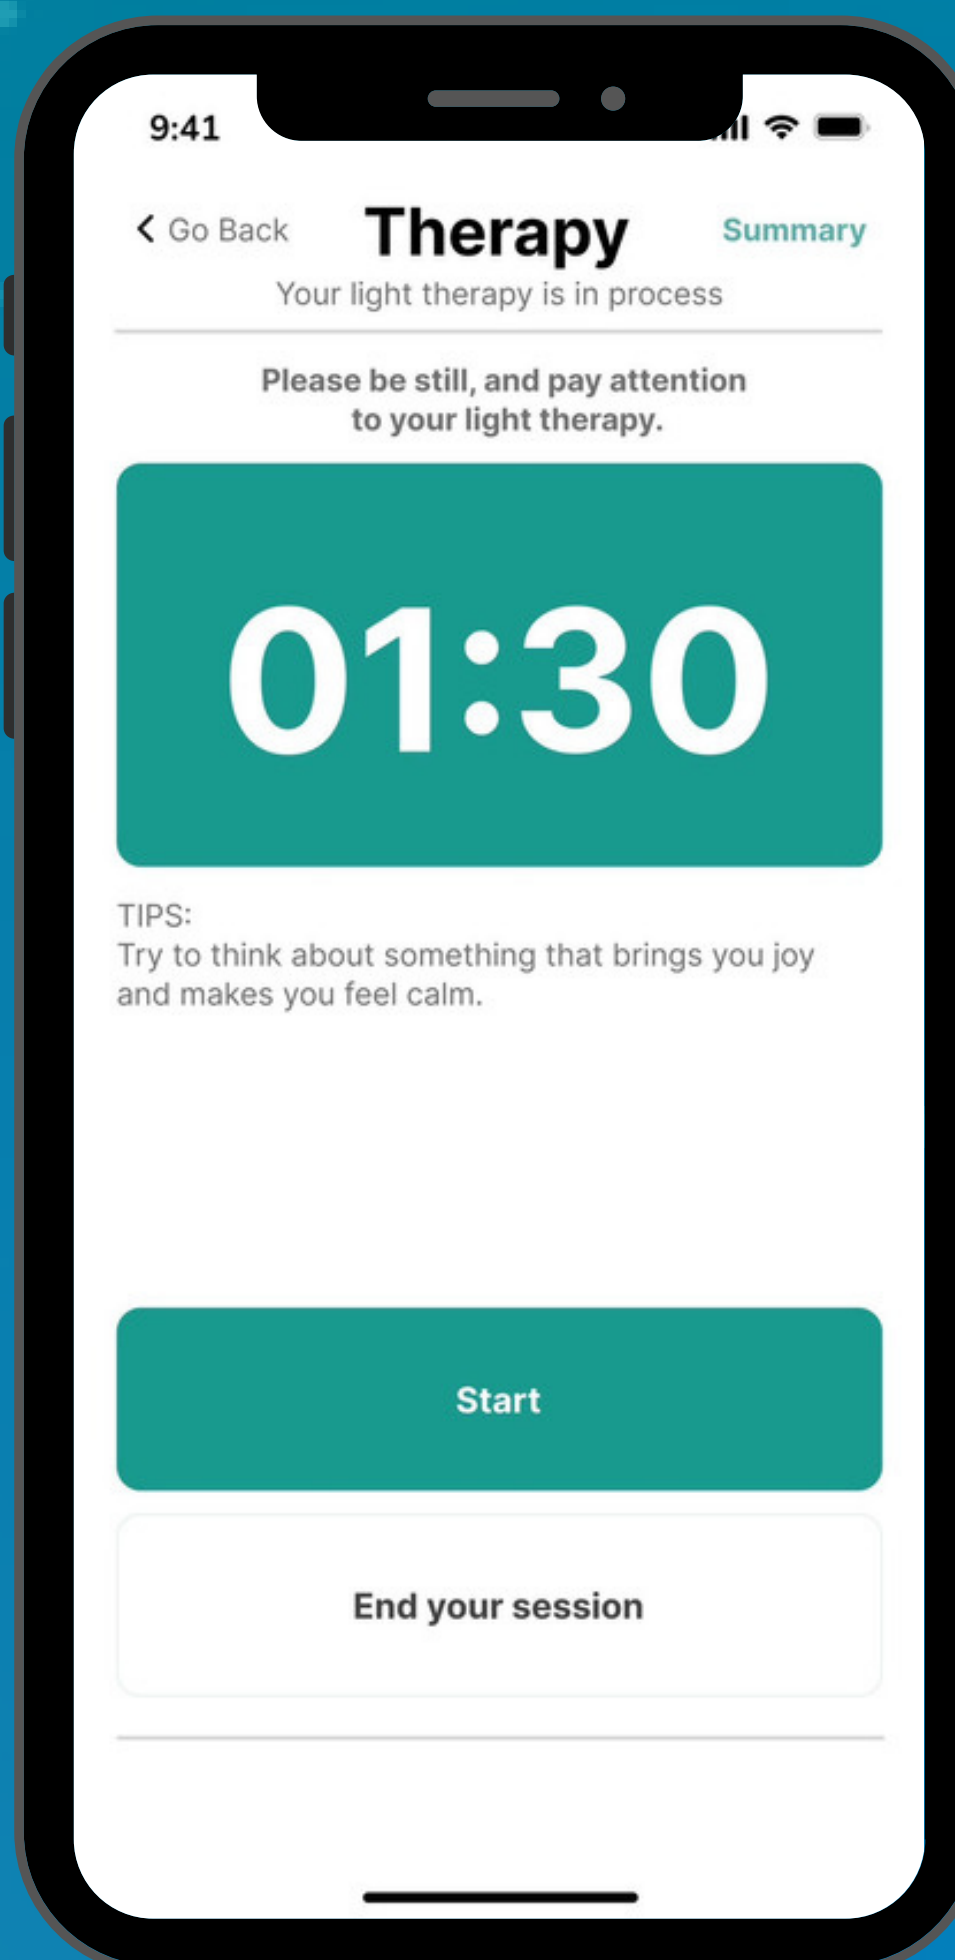 9:41
Go Back
Therapy
Summary
Your light therapy is in process
Please be still, and pay attention
to your light therapy.
01:30
TIPS:
Try to think about something that brings you joy
and makes you feel calm.
Start
End your session